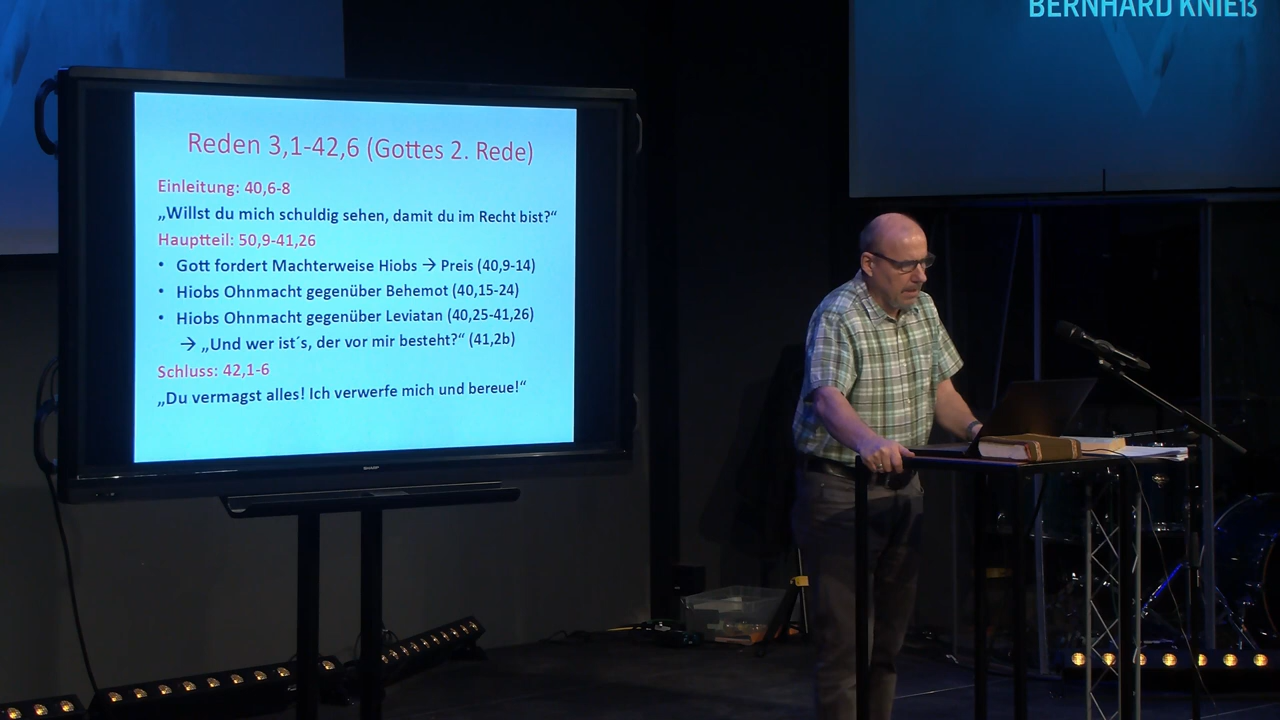 BERNHARD KNIE13
Reden 3,1-42,6 (Gottes 2. Rede)
Einleitung: 40,6-8
„Willst du mich schuldig sehen, damit du im Recht bist?“
Hauptteil: 50,9-41,26
• Gott fordert Machterweise Hiobs → Preis (40,9-14)
• Hiobs Ohnmacht gegenüber Behemot (40,15-24)
• Hiobs Ohnmacht gegenüber Leviatan (40,25-41,26)
→ „Und wer ist´s, der vor mir besteht?“ (41,2b)
Schluss: 42,1-6
„Du vermagst alles! Ich verwerfe mich und bereue!“
SHARP